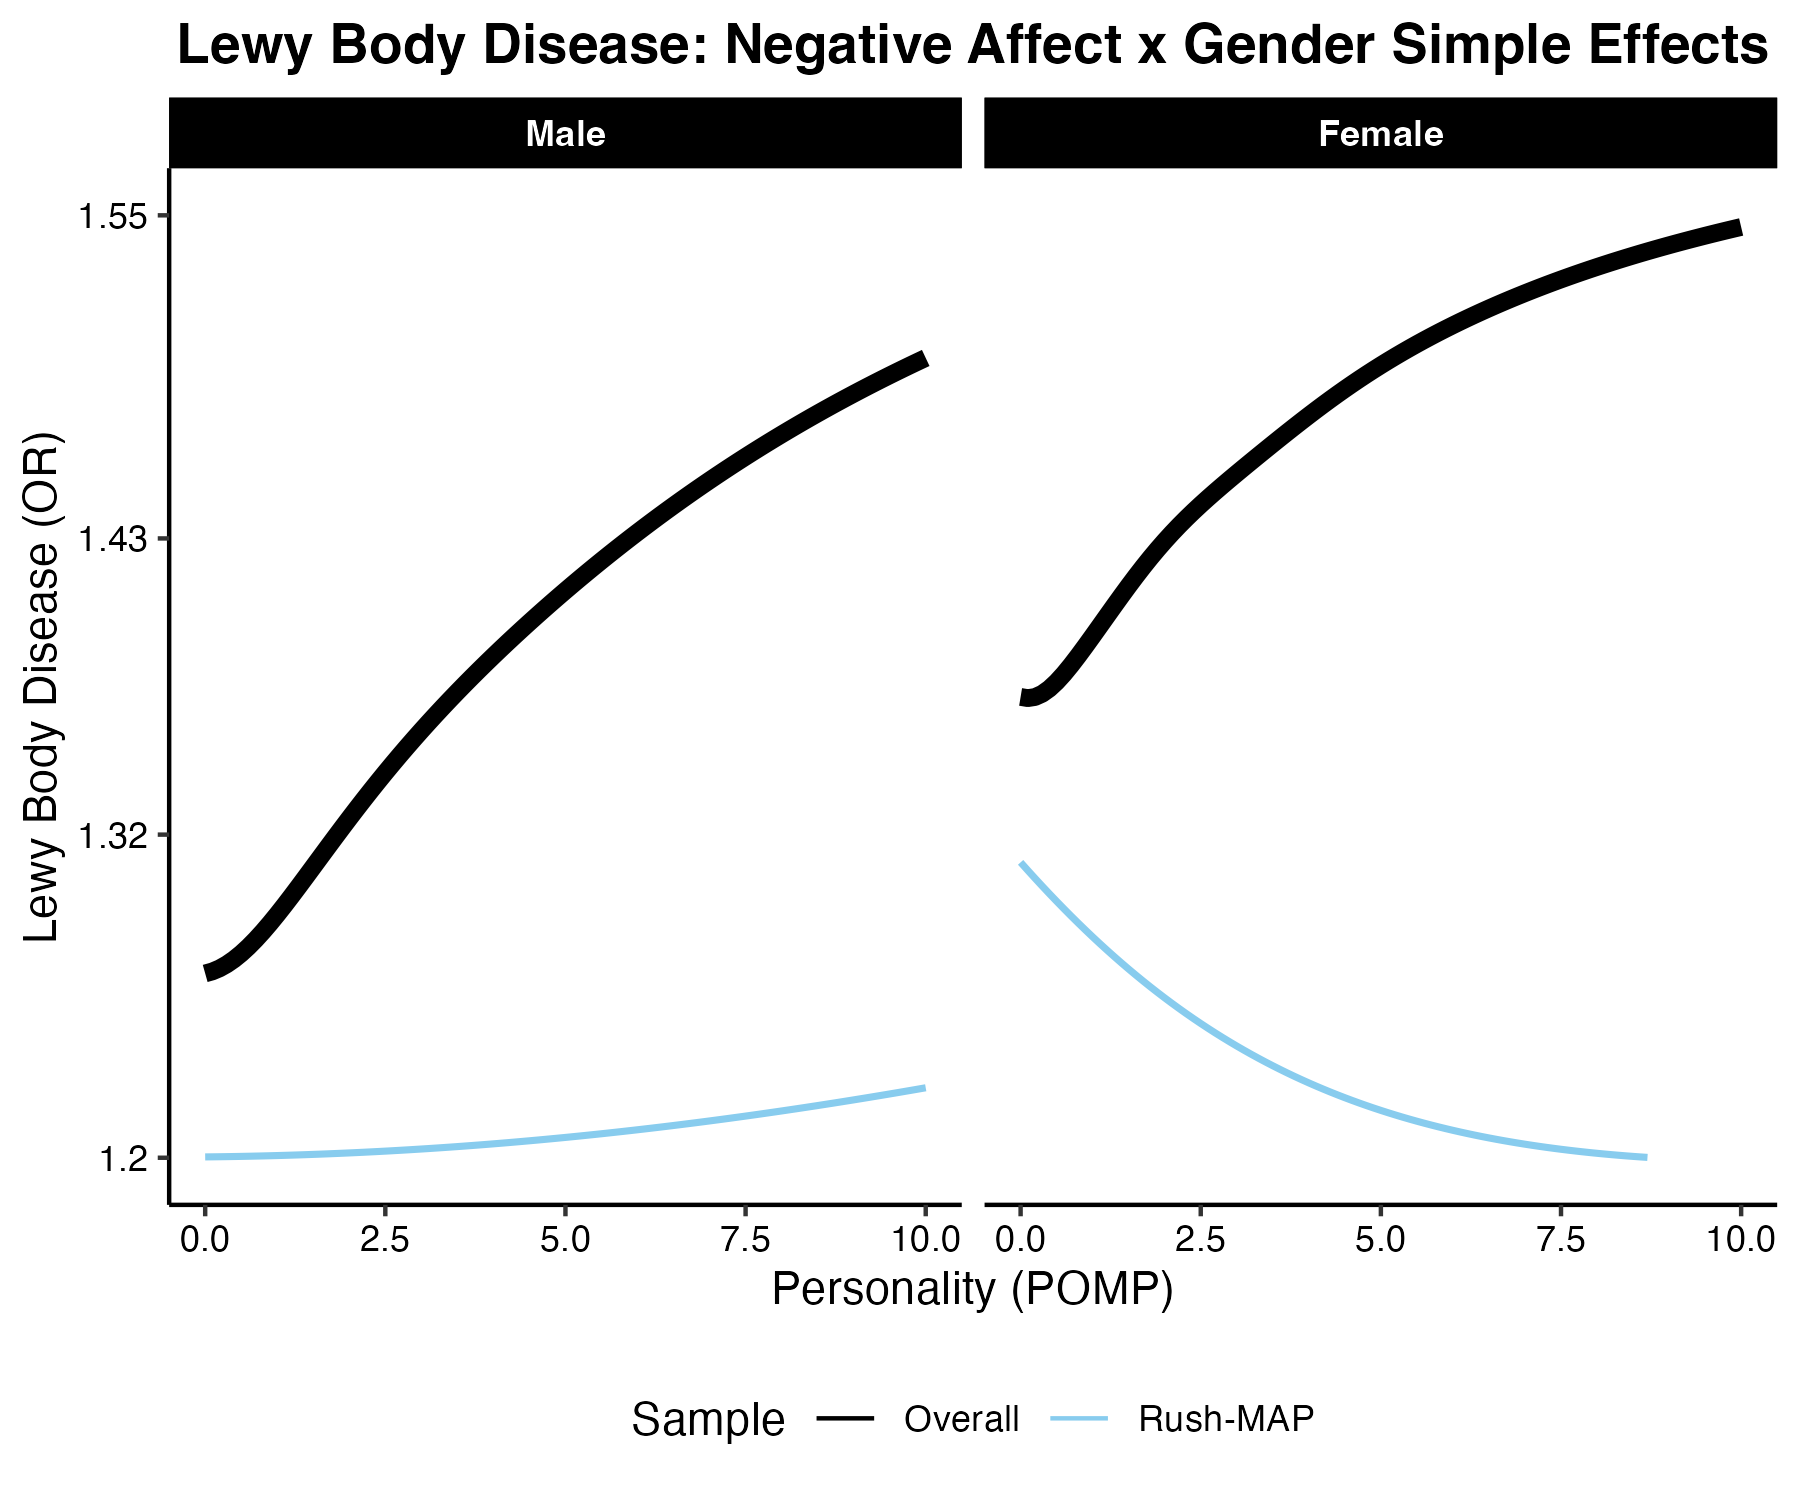 Lewy Body Disease: Negative Affect x Gender Simple Effects
Male Female
Lewy Body Disease (OR)
1.55
1.43
1.32
1.2
0.0 2.5 5.0 7.5 10.0 0.0 2.5 5.0 7.5 10.0
Personality (POMP)
Sample Overall Rush-MAP